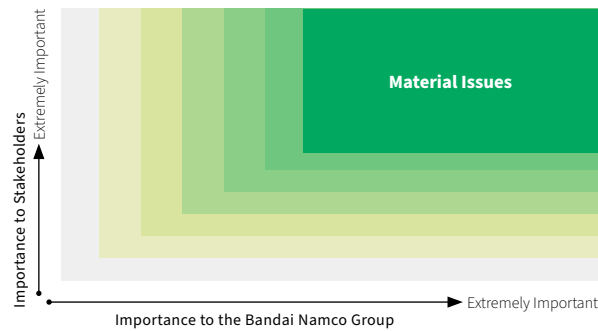 Material Issues
Extremely Important
Importance to Stakeholders
Extremely Important
Importance to the Bandai Namco Group